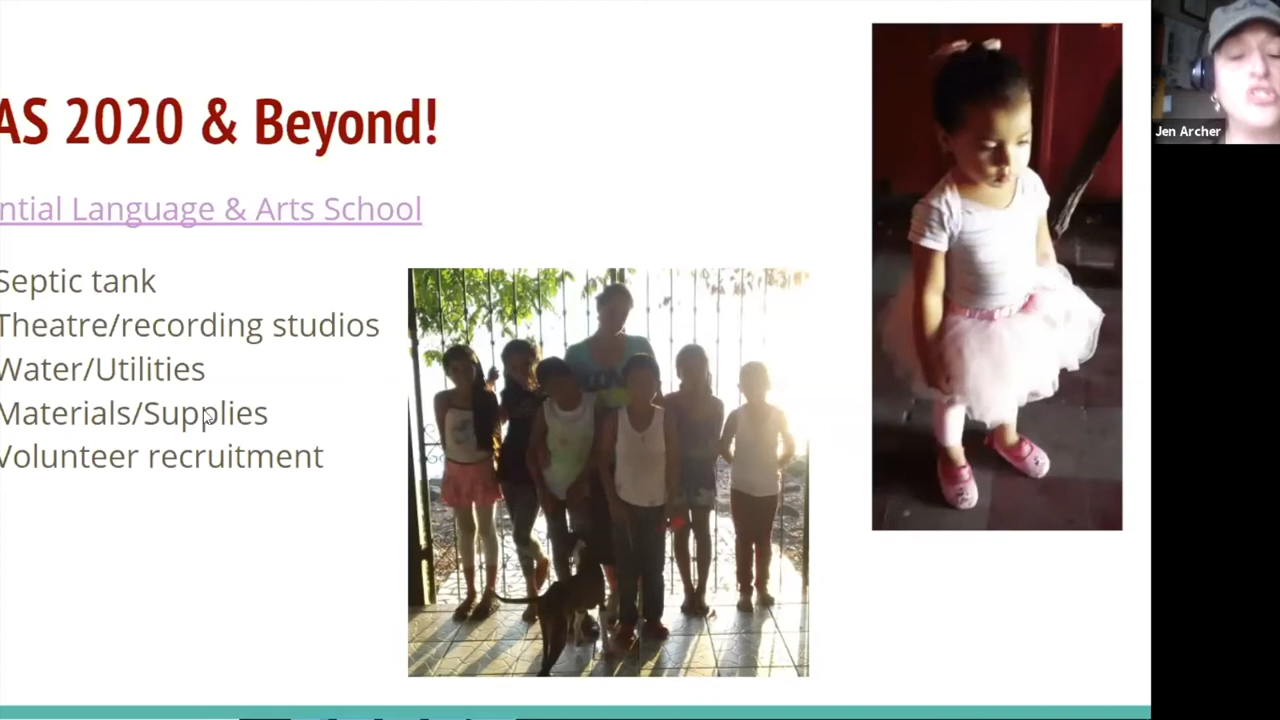 AS 2020 & Beyond!
ntial Language & Arts School
Septic tank
Theatre/recording studios
Water/Utilities
Materials/Supplies
Volunteer recruitment
Jen Archer